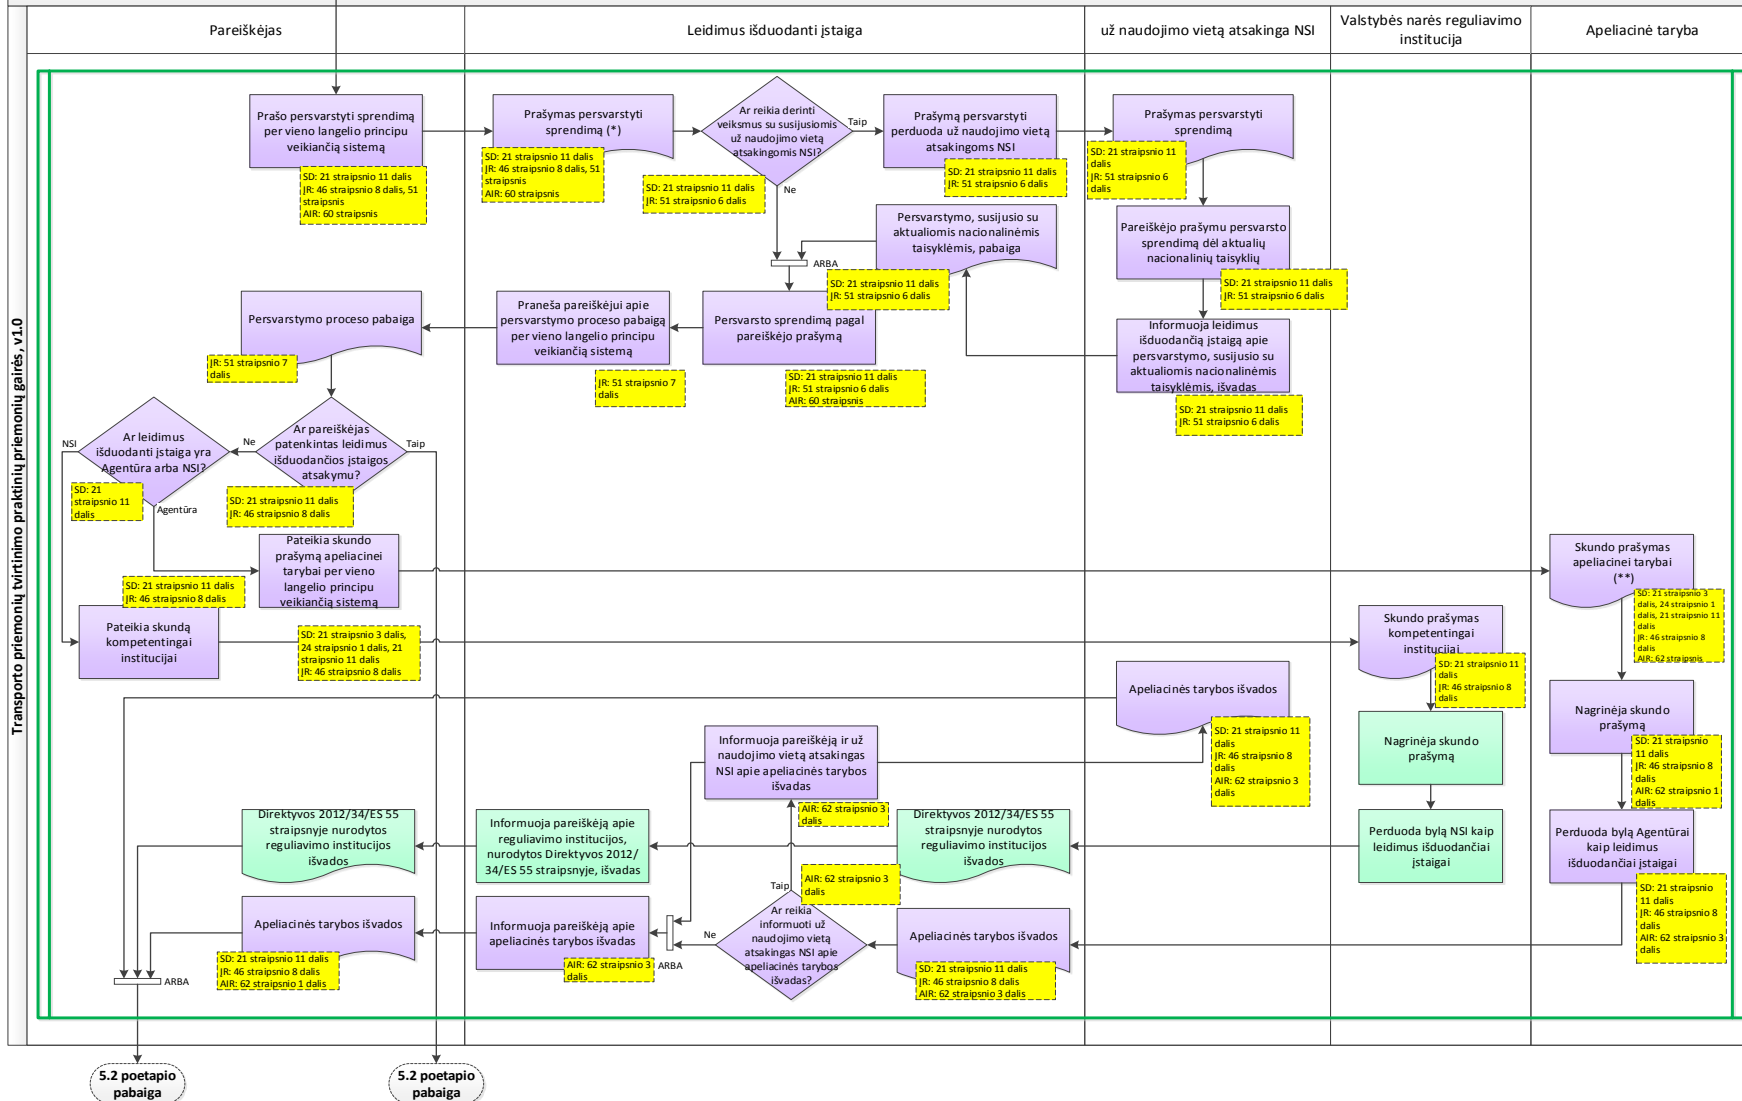 Transporto priemonių tvirtinimo praktinių priemonių gairės, v1.0
Pareiškėjas
Leidimus išduodanti įstaiga
už naudojimo vietą atsakinga NSI
Valstybės narės reguliavimo
institucija
Apeliacinė taryba
Prašo persvarstyti sprendimą
per vieno langelio principu
veikiančią sistemą
SD: 21 straipsnio 11 dalis
JR: 46 straipsnio 8 dalis, 51
straipsnis
AIR: 60 straipsnis
Prašymas persvarstyti
sprendimą (*)
SD: 21 straipsnio 11 dalis
JR: 46 straipsnio 8 dalis, 51
straipsnis
AIR: 60 straipsnis
Ar reikia derinti
veiksmus su susijusiomis
už naudojimo vietą
atsakingomis NSI?
Taip
Ne
SD: 21 straipsnio 11 dalis
JR: 51 straipsnio 6 dalis
Prašymą persvarstyti
perduoda už naudojimo vietą
atsakingoms NSI
SD: 21 straipsnio 11 dalis
JR: 51 straipsnio 6 dalis
Prašymas persvarstyti
sprendimą
SD: 21 straipsnio 11
dalis
JR: 51 straipsnio 6
dalis
Persvarstymo, susijusio su
aktualiomis nacionalinėmis
taisyklėmis, pabaiga
SD: 21 straipsnio 11 dalis
JR: 51 straipsnio 6 dalis
ARBA
Pareiškėjo prašymu persvarsto
sprendimą dėl aktualių
nacionalinių taisyklių
SD: 21 straipsnio 11 dalis
JR: 51 straipsnio 6 dalis
Persvarstymo proceso pabaiga
JR: 51 straipsnio 7
dalis
Praneša pareiškėjui apie
persvarstymo proceso pabaigą
per vieno langelio principu
veikiančią sistemą
JR: 51 straipsnio 7
dalis
Persvarsto sprendimą pagal
pareiškėjo prašymą
SD: 21 straipsnio 11 dalis
JR: 51 straipsnio 6 dalis
AIR: 60 straipsnis
Informuoja leidimus
išduodančią įstaigą apie
persvarstymo, susijusio su
aktualiomis nacionalinėmis
taisyklėmis, išvadas
SD: 21 straipsnio 11 dalis
JR: 51 straipsnio 6 dalis
NSI
Ar leidimus
išduodanti įstaiga yra
Agentūra arba NSI?
SD: 21
straipsnio 11
dalis
Agentūra
Ne
Ar pareiškėjas
patenkintas leidimus
išduodančios įstaigos
atsakymu?
Taip
SD: 21 straipsnio 11 dalis
JR: 46 straipsnio 8 dalis
Pateikia skundo
prašymą apeliacinei
tarybai per vieno
langelio principu
veikiančią sistemą
SD: 21 straipsnio 11 dalis
JR: 46 straipsnio 8 dalis
Skundo prašymas
apeliacinei tarybai
(**)
SD: 21 straipsnio 3
dalis, 24 straipsnio 1
dalis, 21 straipsnio 11
dalis
JR: 46 straipsnio 8
dalis
AIR: 62 straipsnis
Pateikia skundą
kompetentingai
institucijai
SD: 21 straipsnio 3 dalis,
24 straipsnio 1 dalis, 21
straipsnio 11 dalis
JR: 46 straipsnio 8 dalis
Skundo prašymas
kompetentingai
institucijai
SD: 21 straipsnio 11
dalis
JR: 46 straipsnio 8
dalis
Apeliacinės tarybos išvados
SD: 21 straipsnio 11
dalis
JR: 46 straipsnio 8
dalis
AIR: 62 straipsnio 3
dalis
Nagrinėja skundo
prašymą
Nagrinėja skundo
prašymą
SD: 21 straipsnio
11 dalis
JR: 46 straipsnio 8
dalis
AIR: 62 straipsnio 1
dalis
Informuoja pareiškėją ir už
naudojimo vietą atsakingas
NSI apie apeliacinės tarybos
išvadas
AIR: 62 straipsnio 3
dalis
Direktyvos 2012/34/ES 55
straipsnyje nurodytos
reguliavimo institucijos
išvados
Informuoja pareiškėją apie
reguliavimo institucijos,
nurodytos Direktyvos 2012/
34/ES 55 straipsnyje, išvadas
Direktyvos 2012/34/ES 55
straipsnyje nurodytos
reguliavimo institucijos
išvados
Perduoda bylą NSI kaip
leidimus išduodančiai
įstaigai
Perduoda bylą Agentūrai
kaip leidimus
išduodančiai įstaigai
SD: 21 straipsnio
11 dalis
JR: 46 straipsnio 8
dalis
AIR: 62 straipsnio 3
dalis
Taip
AIR: 62 straipsnio 3
dalis
Apeliacinės tarybos išvados
SD: 21 straipsnio 11 dalis
JR: 46 straipsnio 8 dalis
AIR: 62 straipsnio 1 dalis
Informuoja pareiškėją apie
apeliacinės tarybos išvadas
AIR: 62 straipsnio 3
dalis
ARBA
Ne
Ar reikia
informuoti už
naudojimo vietą
atsakingas NSI apie
apeliacinės tarybos
išvadas?
Apeliacinės tarybos išvados
SD: 21 straipsnio 11 dalis
JR: 46 straipsnio 8 dalis
AIR: 62 straipsnio 3 dalis
ARBA
5.2 poetapio
pabaiga
5.2 poetapio
pabaiga